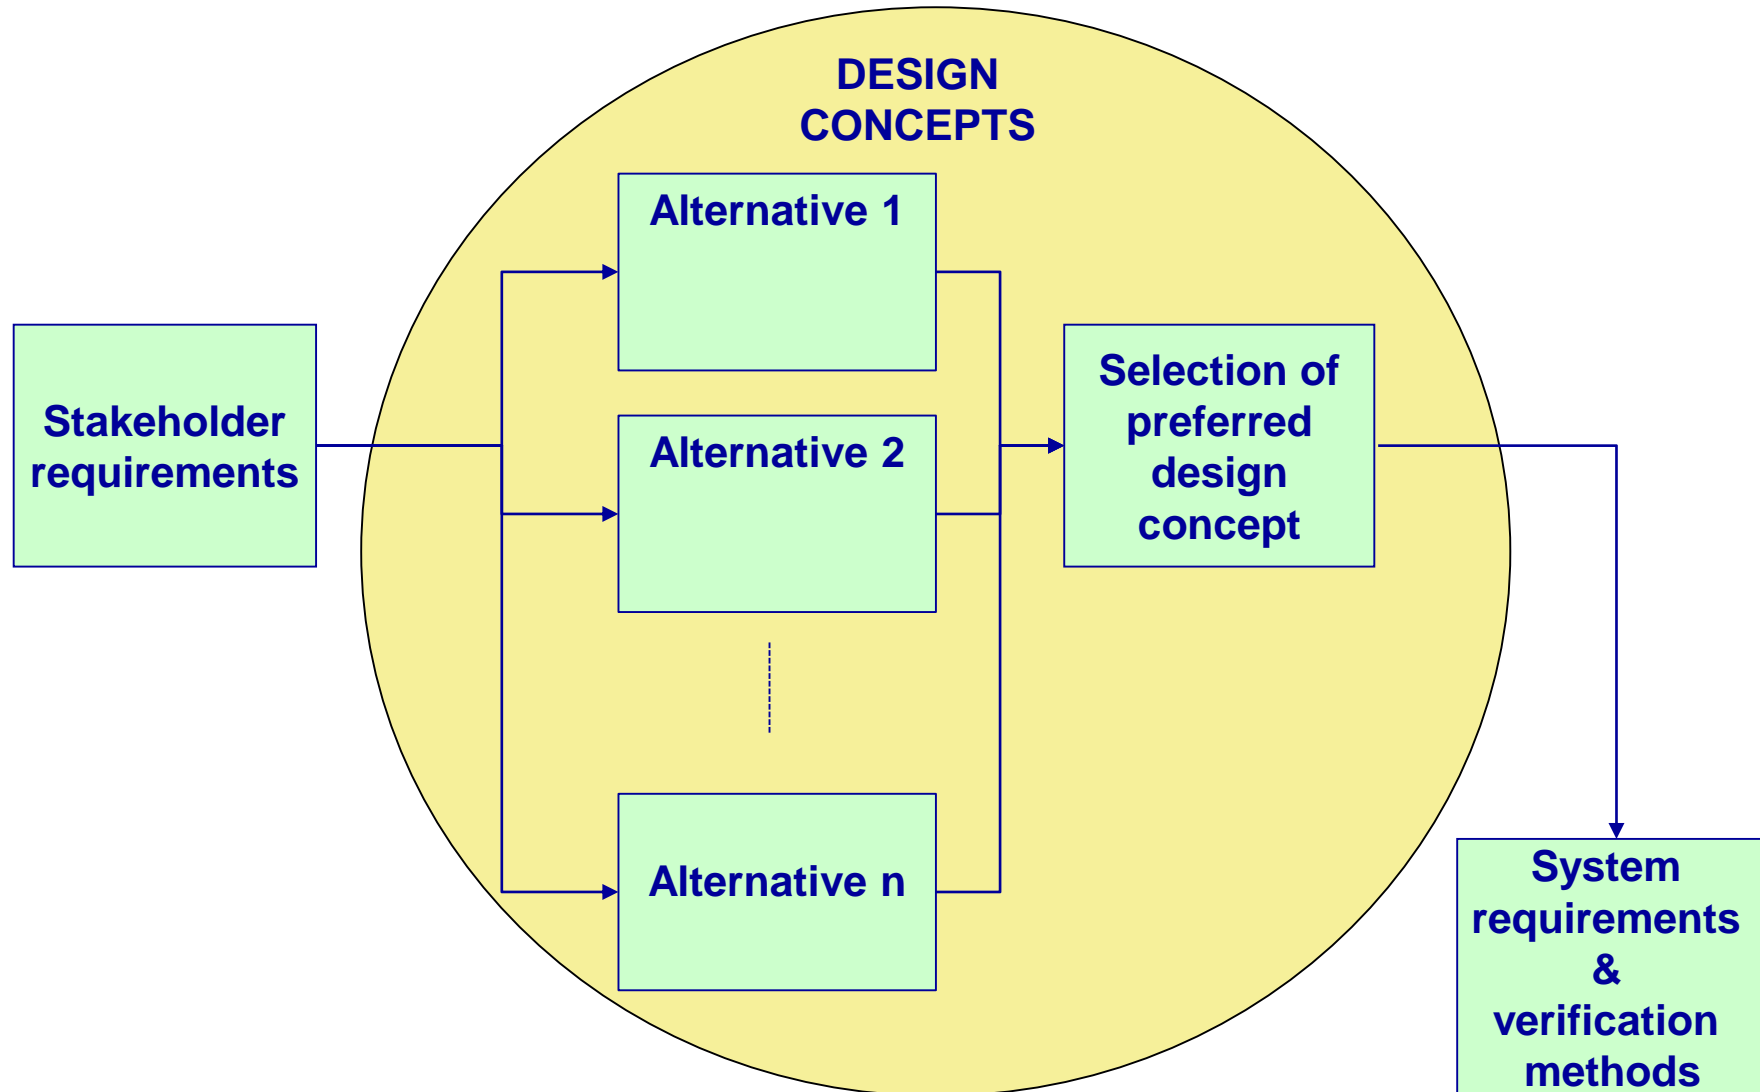 DESIGN
CONCEPTS
Alternative 1
Stakeholder
requirements
Alternative 2
Alternative n
Selection of
preferred
design
concept
System
requirements
&
verification
methods